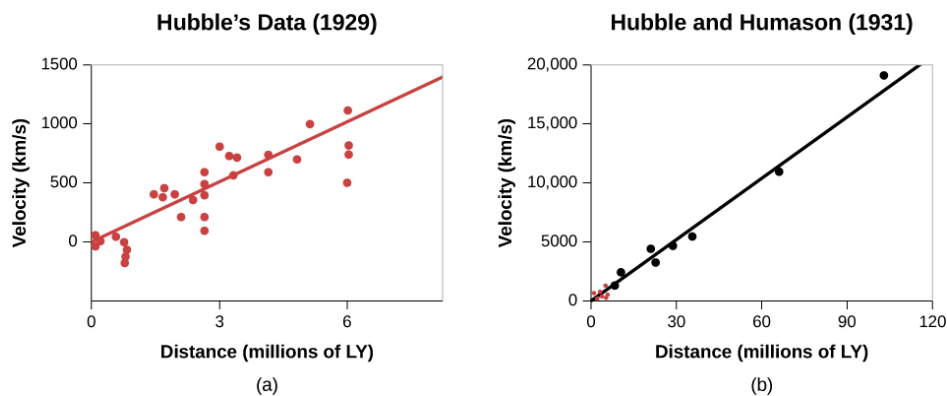 Hubble’s Data (1929)
1500
1000
500
0
Velocity (km/s)
0 3 6
Distance (millions of LY)
(a)
Hubble and Humason (1931)
20,000
15,000
10,000
5000
0
Velocity (km/s)
0 30 60 90 120
Distance (millions of LY)
(b)